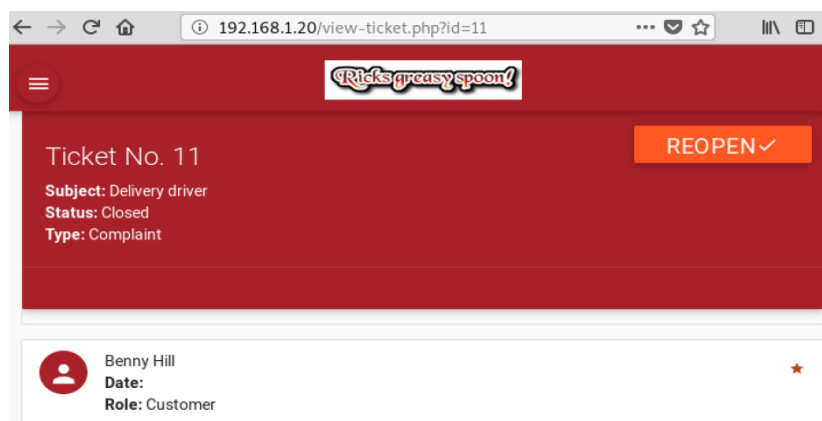 192.168.1.20/view-ticket.php?id=11
Ricks greasy spoon!
Ticket No. 11
REOPEN
Subject: Delivery driver
Status: Closed
Type: Complaint
Benny Hill
Date:
Role: Customer